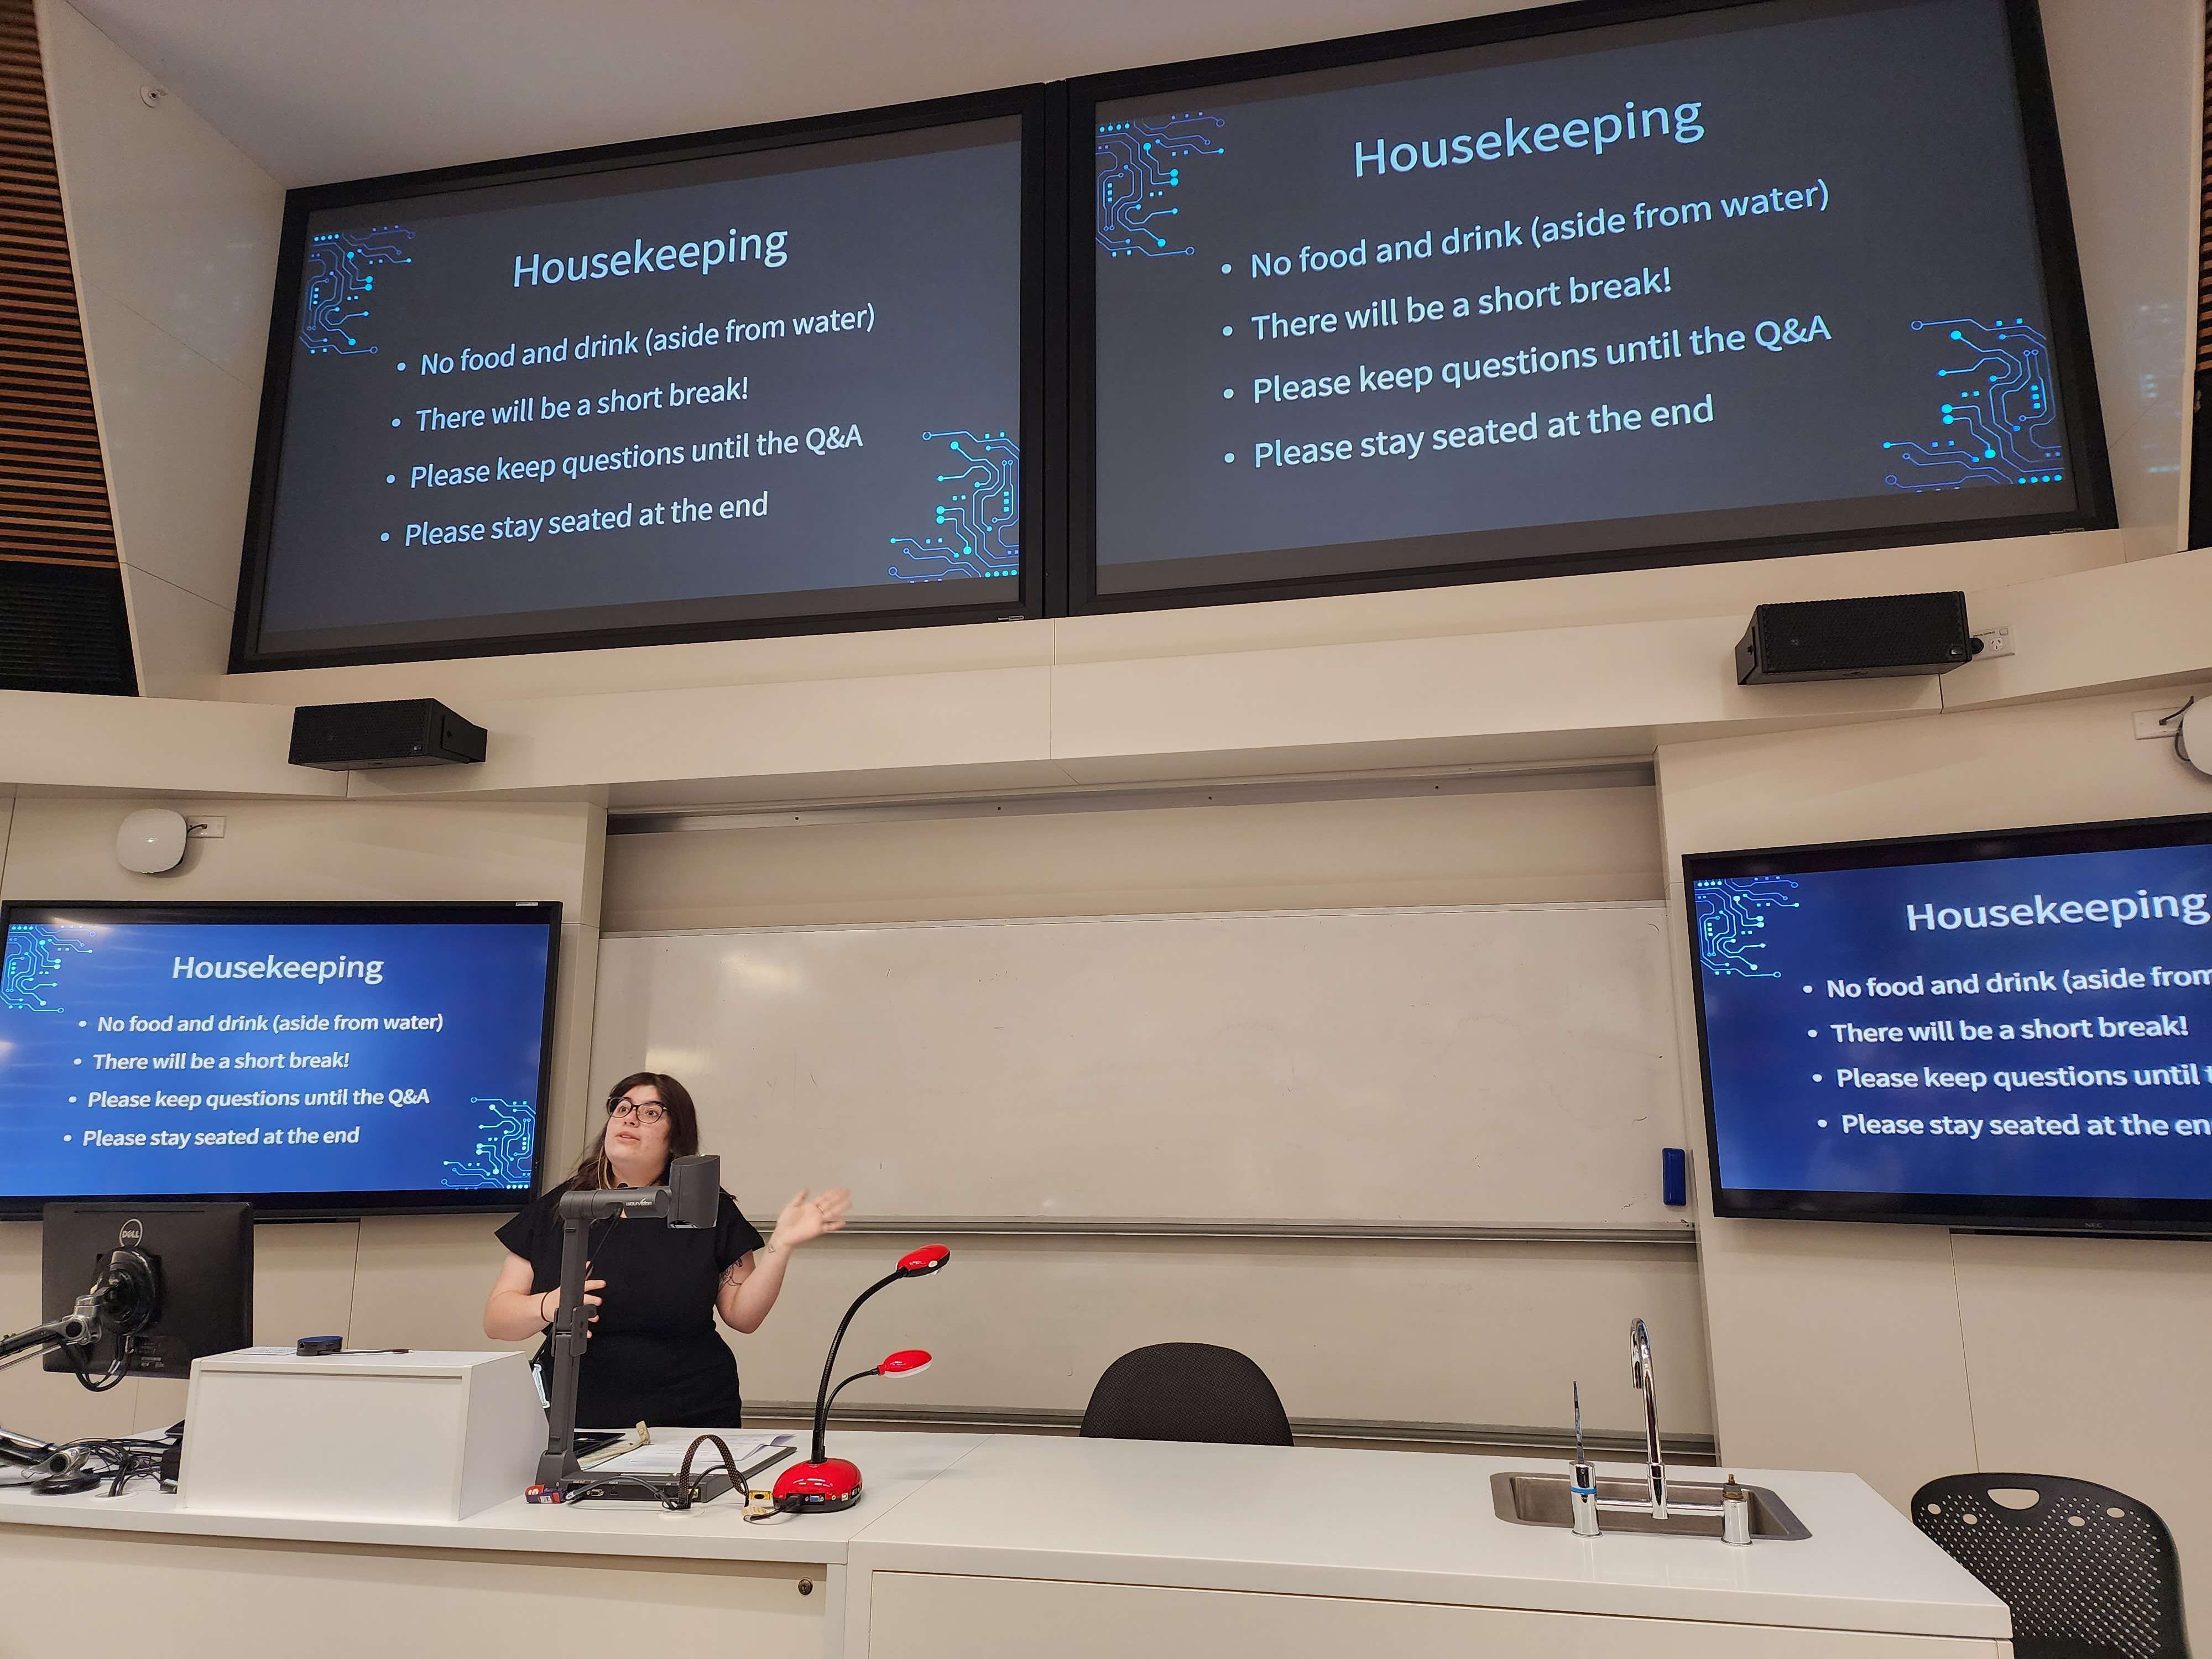 Housekeeping
• No food and drink (aside from water)
• There will be a short break!
• Please keep questions until the Q&A
• Please stay seated at the end
Housekeeping
• No food and drink (aside from water)
• There will be a short break!
• Please keep questions until the Q&A
• Please stay seated at the end
Housekeeping
• No food and drink (aside from water)
• There will be a short break!
• Please keep questions until the Q&A
• Please stay seated at the end
Housekeeping
• No food and drink (aside from
• There will be a short break!
• Please keep questions until
• Please stay seated at the en
DELL
NEC